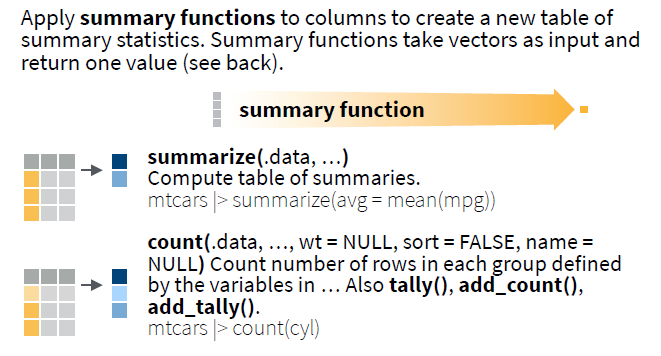 Apply summary functions to columns to create a new table of
summary statistics. Summary functions take vectors as input and
return one value (see back).
summary function
summarize(.data, …)
Compute table of summaries.
mtcars |> summarize(avg = mean(mpg))
count(.data, …, wt = NULL, sort = FALSE, name =
NULL) Count number of rows in each group defined
by the variables in … Also tally(), add_count(),
add_tally().
mtcars |> count(cyl)